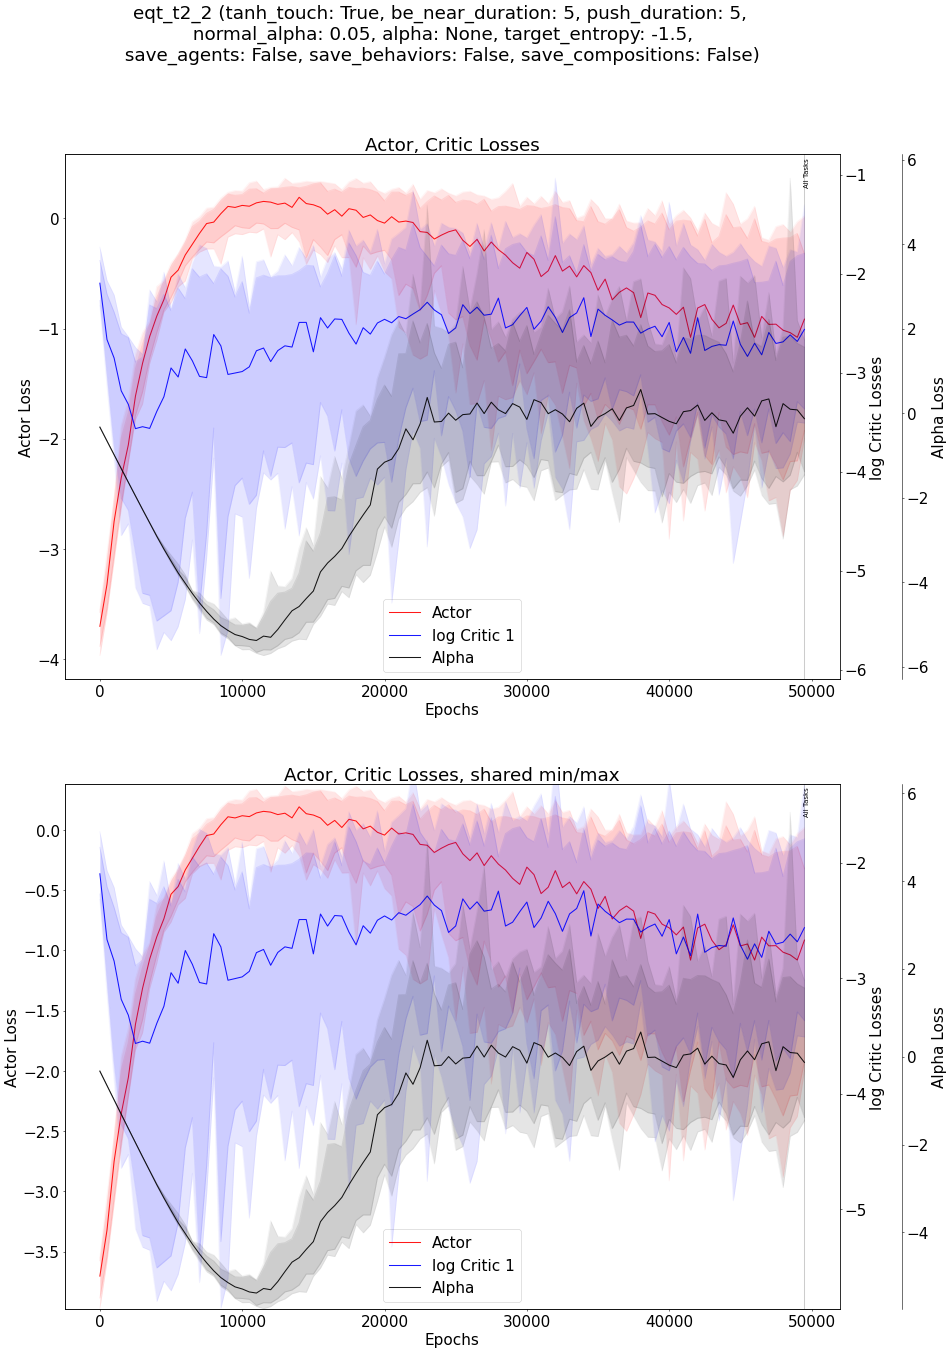 eqt_t2_2 (tanh_touch: True, be_near_duration: 5, push_duration: 5,
normal_alpha: 0.05, alpha: None, target_entropy: -1.5,
save_agents: False, save_behaviors: False, save_compositions: False)
Actor, Critic Losses
All Tasks
0
−1
−2
−3
−4
Actor Loss
−1
−2
−3
−4
−5
−6
log Critic Losses
6
4
2
0
−2
−4
−6
Alpha Loss
Actor
log Critic 1
Alpha
0
10000
20000
30000
40000
50000
Epochs
Actor, Critic Losses, shared min/max
All Tasks
0.0
−0.5
−1.0
−1.5
−2.0
−2.5
−3.0
−3.5
Actor Loss
−2
−3
−4
−5
log Critic Losses
6
4
2
0
−2
−4
Alpha Loss
Actor
log Critic 1
Alpha
0
10000
20000
30000
40000
50000
Epochs